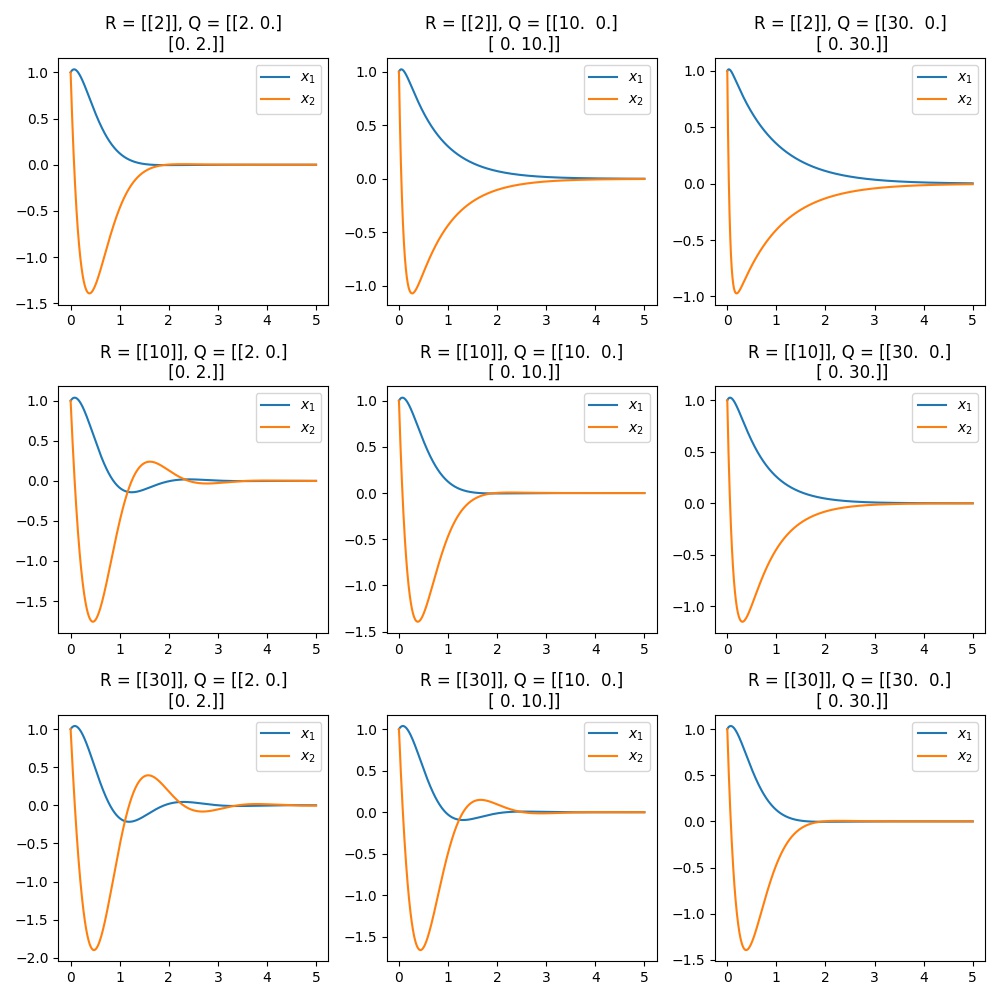 R = [[2]], Q = [[2. 0.]
[0. 2.]]
1.0
0.5
0.0
−0.5
−1.0
−1.5
x₁
x₂
0 1 2 3 4 5
R = [[2]], Q = [[10.  0.]
[ 0. 10.]]
1.0
0.5
0.0
−0.5
−1.0
x₁
x₂
0 1 2 3 4 5
R = [[2]], Q = [[30.  0.]
[ 0. 30.]]
1.0
0.5
0.0
−0.5
−1.0
x₁
x₂
0 1 2 3 4 5
R = [[10]], Q = [[2. 0.]
[0. 2.]]
1.0
0.5
0.0
−0.5
−1.0
−1.5
x₁
x₂
0 1 2 3 4 5
R = [[10]], Q = [[10.  0.]
[ 0. 10.]]
1.0
0.5
0.0
−0.5
−1.0
−1.5
x₁
x₂
0 1 2 3 4 5
R = [[10]], Q = [[30.  0.]
[ 0. 30.]]
1.0
0.5
0.0
−0.5
−1.0
x₁
x₂
0 1 2 3 4 5
R = [[30]], Q = [[2. 0.]
[0. 2.]]
1.0
0.5
0.0
−0.5
−1.0
−1.5
−2.0
x₁
x₂
0 1 2 3 4 5
R = [[30]], Q = [[10.  0.]
[ 0. 10.]]
1.0
0.5
0.0
−0.5
−1.0
−1.5
x₁
x₂
0 1 2 3 4 5
R = [[30]], Q = [[30.  0.]
[ 0. 30.]]
1.0
0.5
0.0
−0.5
−1.0
−1.5
x₁
x₂
0 1 2 3 4 5